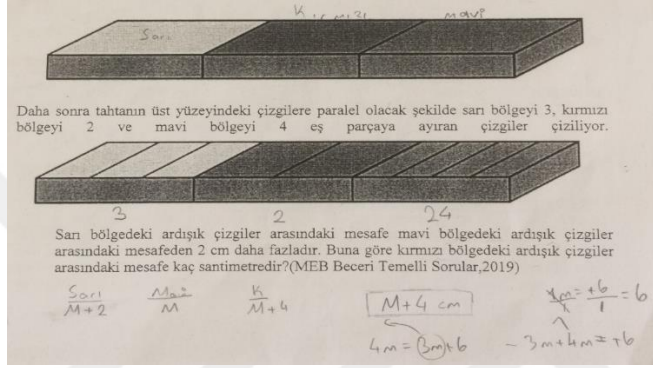 Sarı
Kırmızı
mavi
Daha sonra tahtanın üst yüzeyindeki çizgilere paralel olacak şekilde sarı bölgeyi 3, kırmızı
bölgeyi 2 ve mavi bölgeyi 4 eş parçaya ayıran çizgiler çiziliyor.
3
2
24
Sarı bölgedeki ardışık çizgiler arasındaki mesafe mavi bölgedeki ardışık çizgiler
arasındaki mesafeden 2 cm daha fazladır. Buna göre kırmızı bölgedeki ardışık çizgiler
arasındaki mesafe kaç santimetredir?(MEB Beceri Temelli Sorular,2019)
Sarı
M+2
Mavi
M
K
M+4
M+4 cm
4m = 3m+6
= +6/1 = 6
-3m+4m = +6